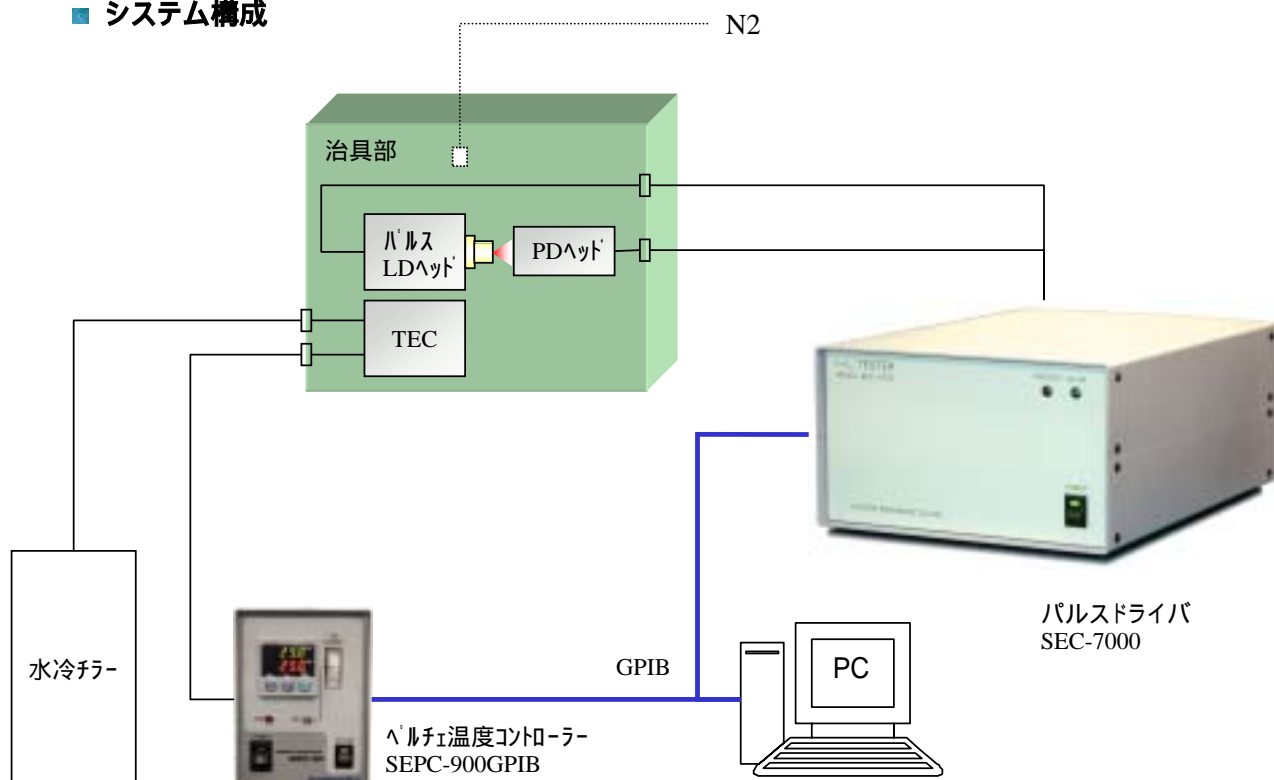 システム構成
N2
治具部
ﾊﾟﾙｽ
LDﾍｯﾄﾞ
PDﾍｯﾄﾞ
TEC
TESTER
パルスドライバ
SEC-7000
水冷ﾁﾗｰ
GPIB
PC
ﾍﾟﾙﾁｪ温度ｺﾝﾄﾛｰﾗｰ
SEPC-900GPIB